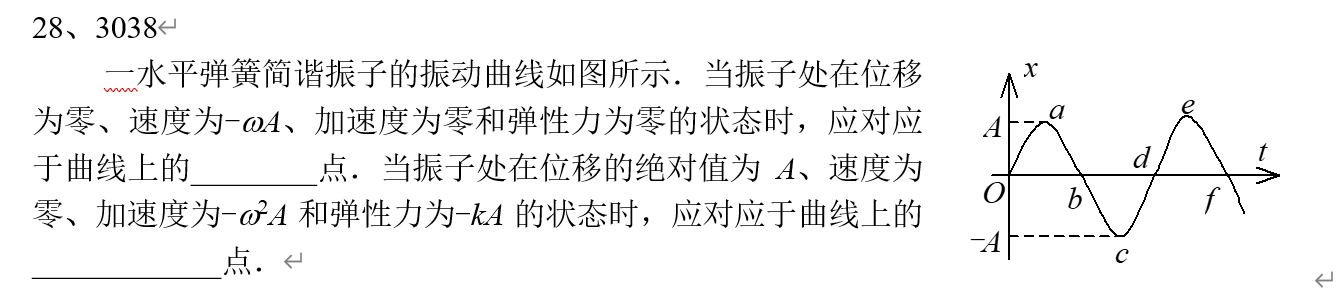 28、3038↵
一水平弹簧简谐振子的振动曲线如图所示．当振子处在位移
为零、速度为-ωA、加速度为零和弹性力为零的状态时，应对应
于曲线上的________点．当振子处在位移的绝对值为 A、速度为
零、加速度为-ω²A 和弹性力为-kA 的状态时，应对应于曲线上的
____________点．↵
x
A
a
e
O
b
d
f
t
-A
c
↵